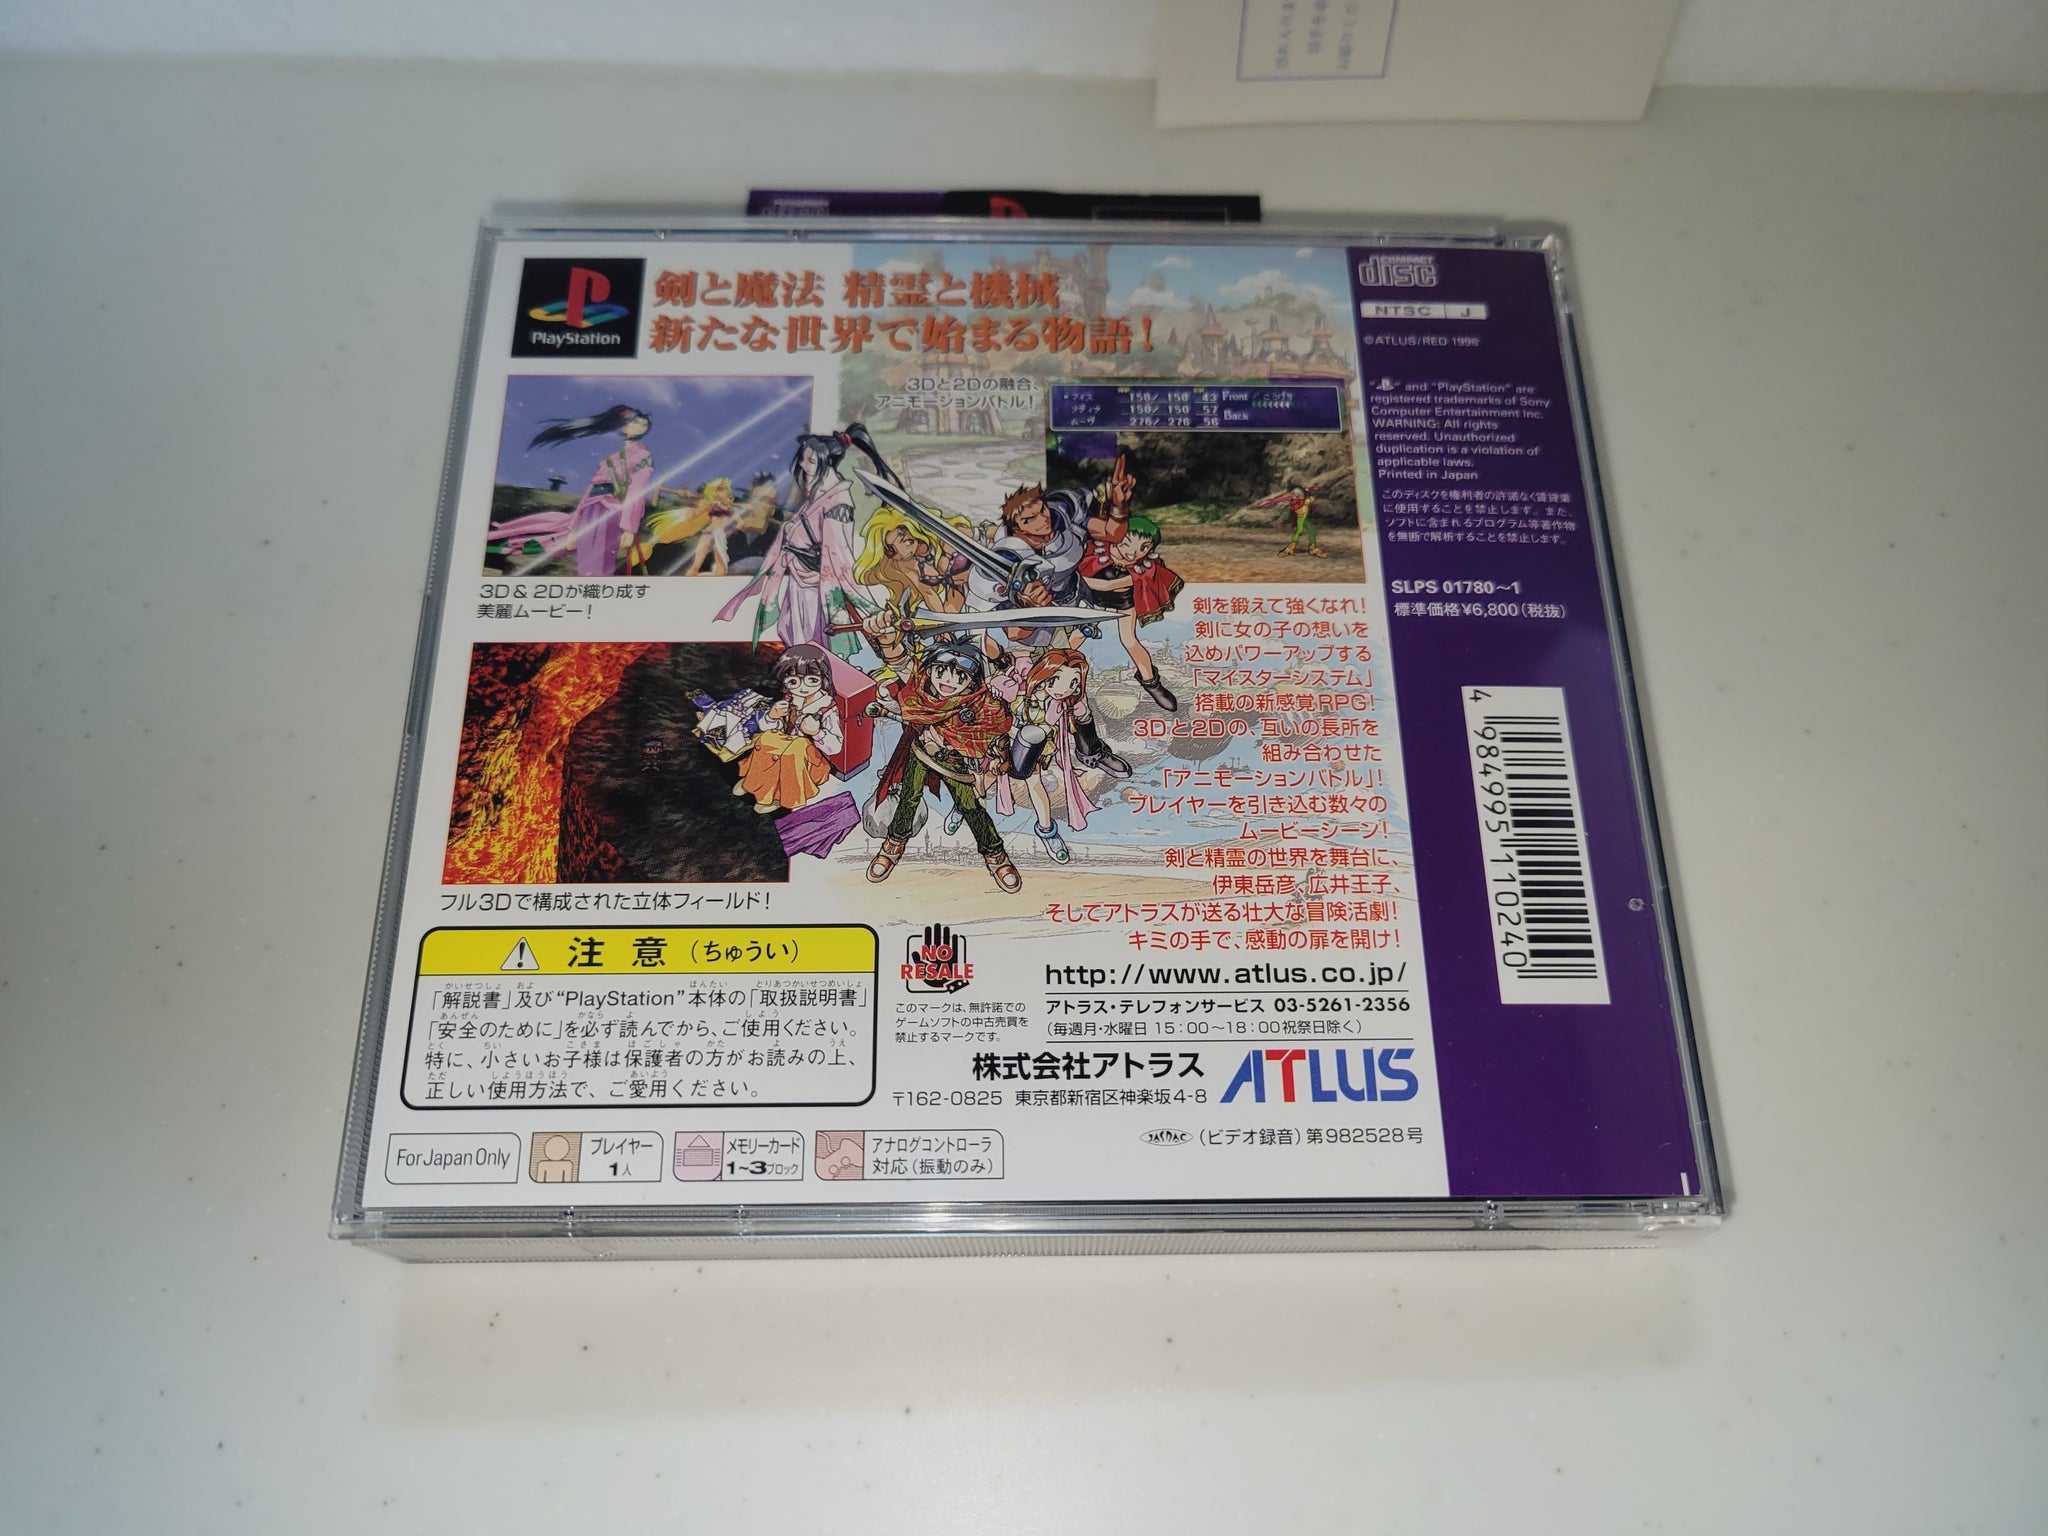 PlayStation
剣と魔法 精霊と機械
新たな世界で始まる物語！
3Dと2Dの融合、
アニモーションバトル！
フィス 150/ 150 43 Front こうげき
150/ 150 57 Back
ムーヴ 276/ 276 56
3D＆2Dが織り成す
美麗ムービー！
フル3Dで構成された立体フィールド！
剣を鍛えて強くなれ！
剣に女の子の想いを
込めパワーアップする
「マイスターシステム」
搭載の新感覚RPG！
3Dと2Dの、互いの長所を
組み合わせた
「アニモーションバトル」！
プレイヤーを引き込む数々の
ムービーシーン！
剣と精霊の世界を舞台に、
伊東岳彦、広井王子、
そしてアトラスが送る壮大な冒険活劇！
キミの手で、感動の扉を開け！
注意（ちゅうい）
「解説書」及び“PlayStation”本体の「取扱説明書」
「安全のために」を必ず読んでから、ご使用ください。
特に、小さいお子様は保護者の方がお読みの上、
正しい使用方法で、ご愛用ください。
NO
RESALE
このマークは、無許諾での
ゲームソフトの中古売買を
禁止するマークです。
http://www.atlus.co.jp/
アトラス・テレフォンサービス 03-5261-2356
（毎週月・水曜日 15：00〜18：00祝祭日除く）
株式会社アトラス
ATLUS
〒162-0825 東京都新宿区神楽坂4-8
JASRAC （ビデオ録音）第982528号
For Japan Only
プレイヤー
1人
メモリーカード
1〜3ブロック
アナログコントローラ
対応（振動のみ）
COMPACT
disc
NTSC J
©ATLUS/RED 1998
" " and "PlayStation" are
registered trademarks of Sony
Computer Entertainment Inc.
WARNING: All rights
reserved. Unauthorized
duplication is a violation of
applicable laws.
Printed in Japan
このディスクを権利者の許諾なく賃貸業
に使用することを禁止します。また、
ソフトに含まれるプログラム等著作物
を無断で解析することを禁止します。
SLPS 01780〜1
標準価格¥6,800（税抜）
4 984995 110240